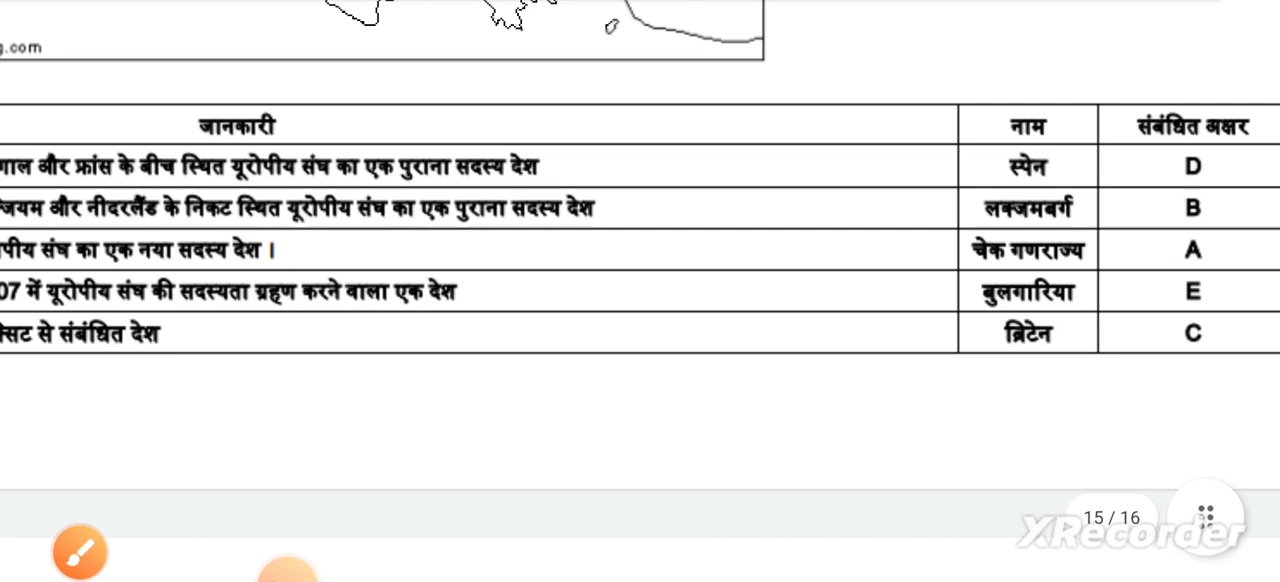 .com
जानकारी नाम संबंधित अक्षर
और फ्रांस के बीच स्थित यूरोपीय संघ का एक पुराना सदस्य देश स्पेन D
और नीदरलैंड के निकट स्थित यूरोपीय संघ का एक पुराना सदस्य देश लक्जमबर्ग B
संघ का एक नया सदस्य देश । चेक गणराज्य A
07 में यूरोपीय संघ की सदस्यता ग्रहण करने वाला एक देश बुलगारिया E
से संबंधित देश ब्रिटेन C
15 / 16
XRecorder